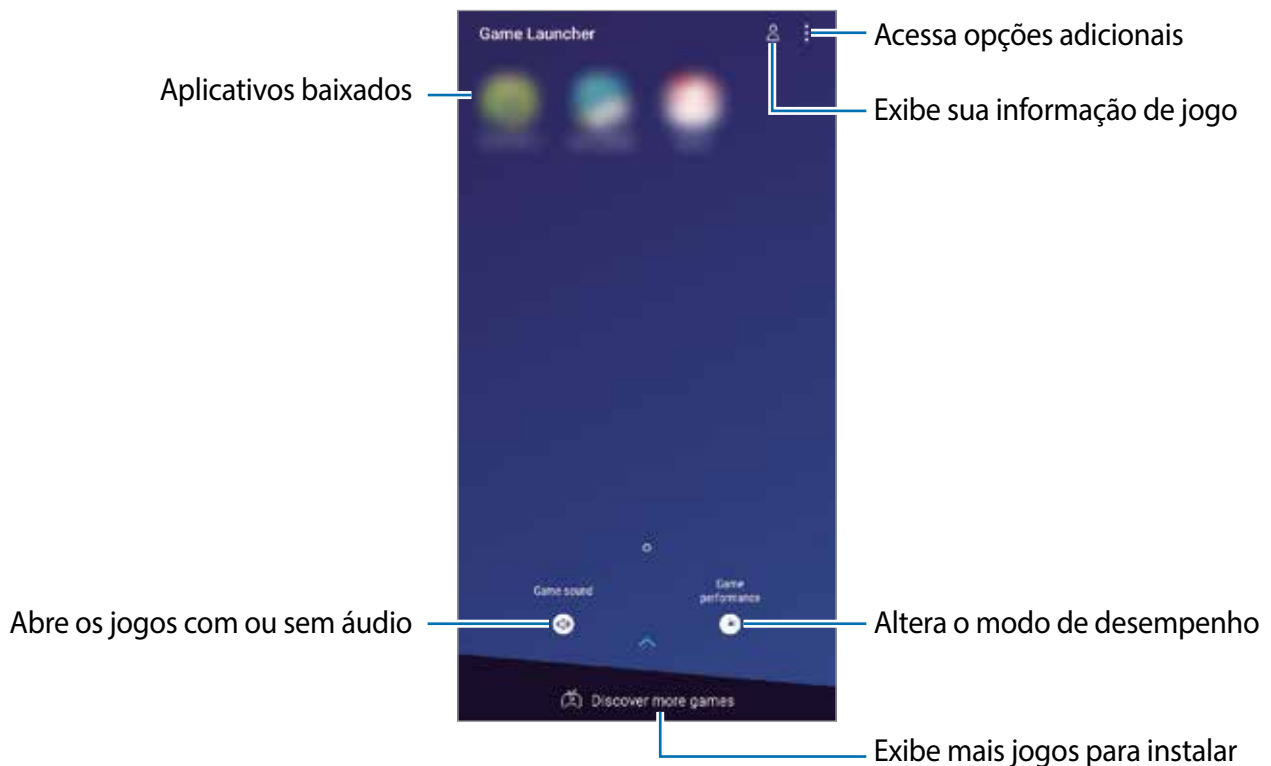 Game Launcher
Acessa opções adicionais
Aplicativos baixados
Exibe sua informação de jogo
Game sound
Game
performance
Abre os jogos com ou sem áudio
Altera o modo de desempenho
Discover more games
Exibe mais jogos para instalar